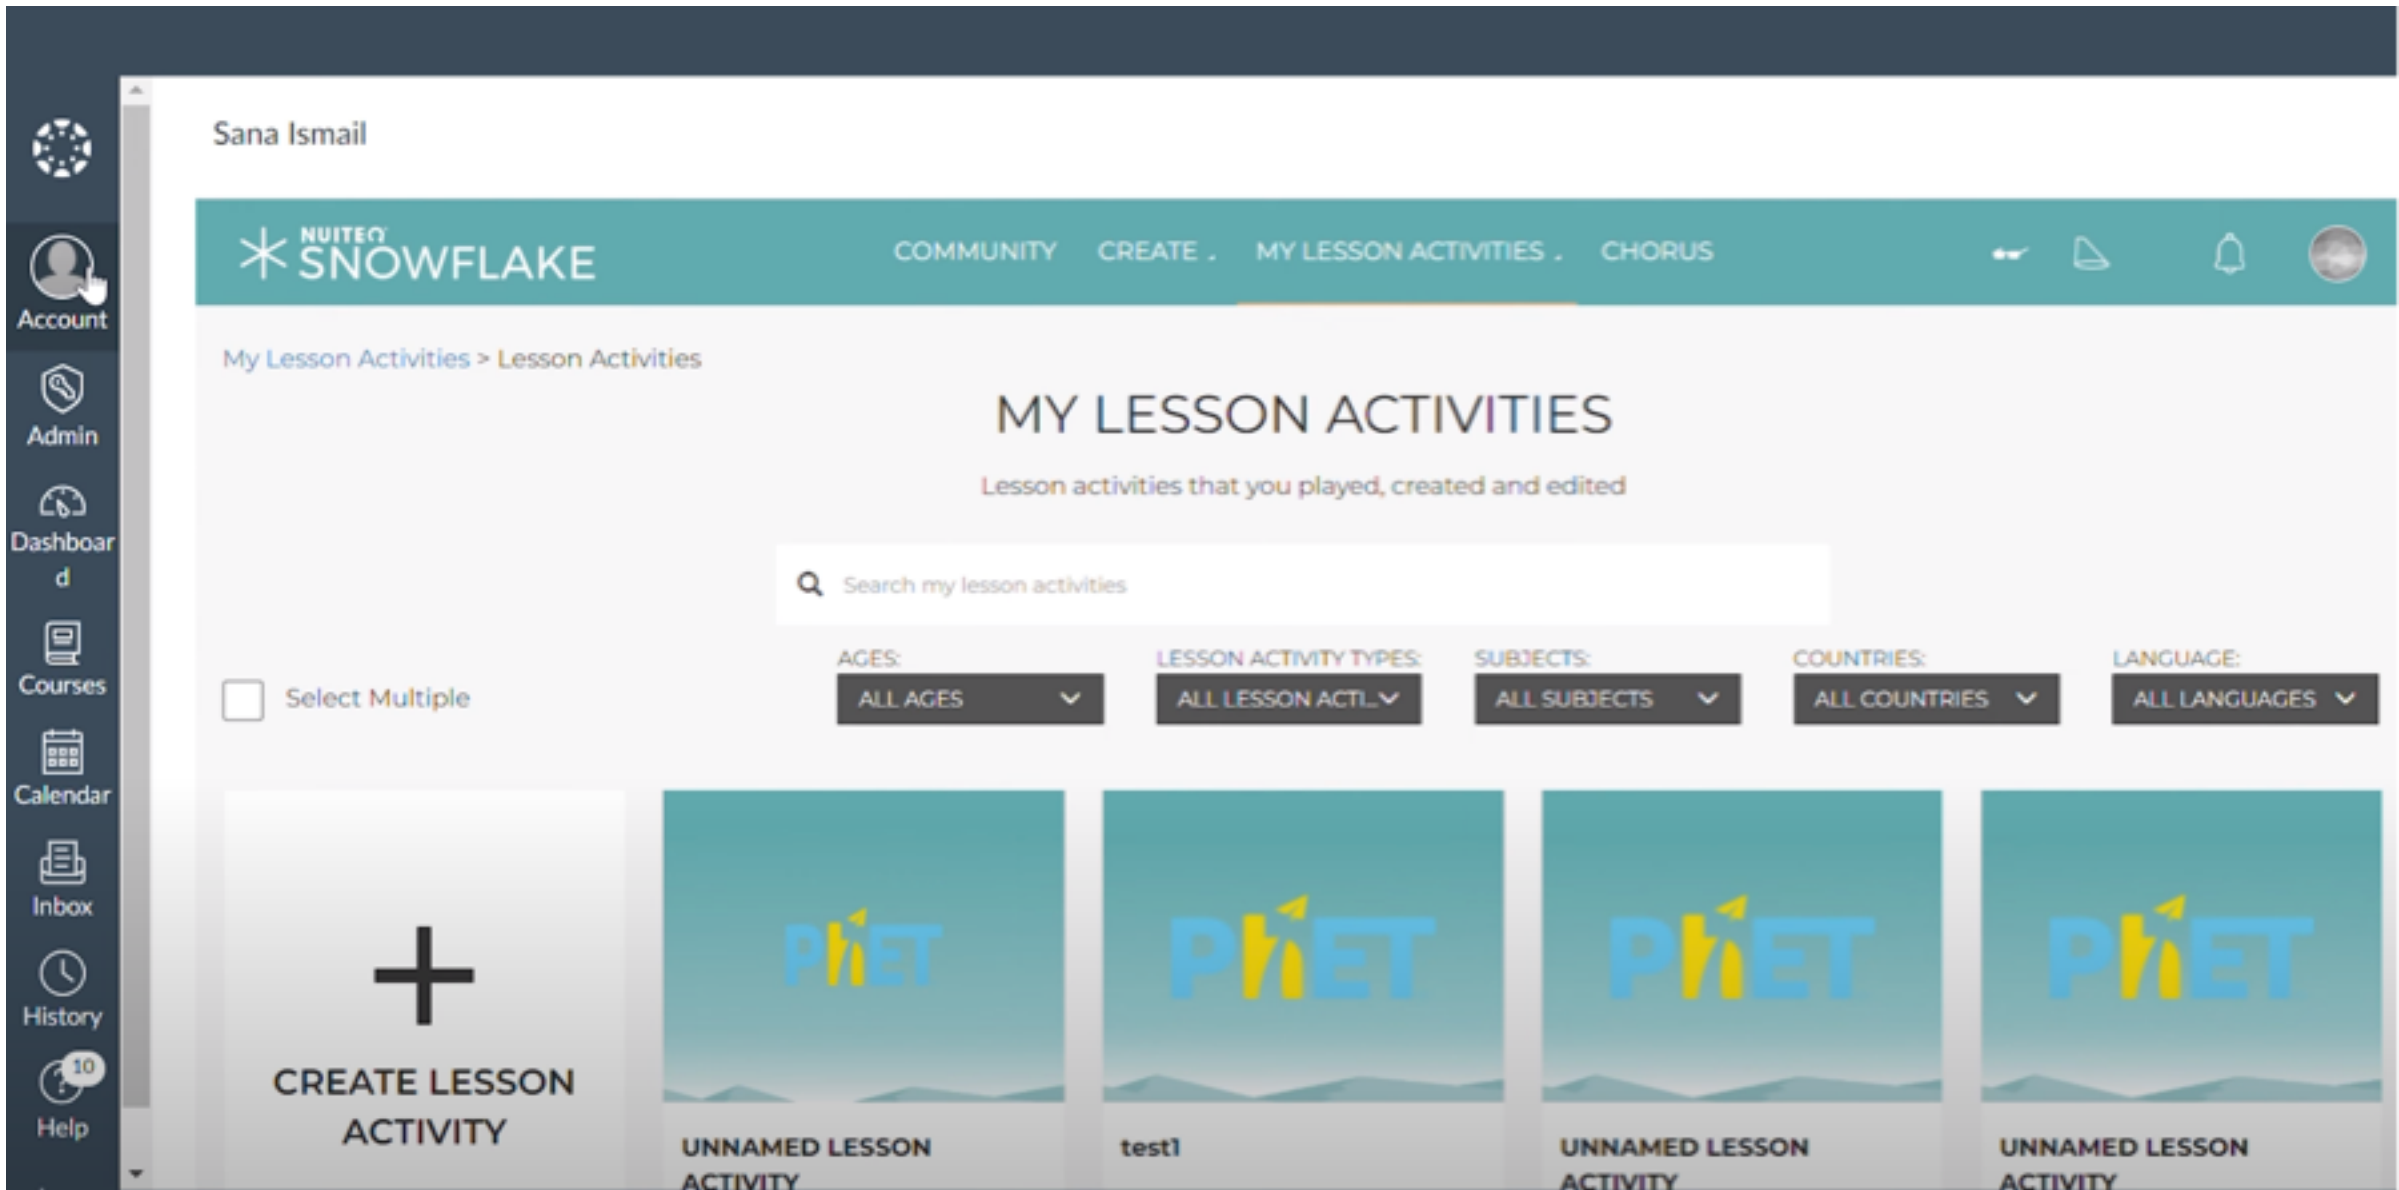 Sana Ismail
NUITEQ
SNOWFLAKE
COMMUNITY CREATE MY LESSON ACTIVITIES CHORUS
Account
My Lesson Activities > Lesson Activities
MY LESSON ACTIVITIES
Admin
Lesson activities that you played, created and edited
Dashboar
d
Search my lesson activities
Courses
Select Multiple
AGES: LESSON ACTIVITY TYPES: SUBJECTS: COUNTRIES: LANGUAGE:
ALL AGES ALL LESSON ACTI... ALL SUBJECTS ALL COUNTRIES ALL LANGUAGES
Calendar
Inbox
History
10
Help
CREATE LESSON
ACTIVITY
PhET PhET PhET PhET
UNNAMED LESSON
ACTIVITY
test1
UNNAMED LESSON
ACTIVITY
UNNAMED LESSON
ACTIVITY